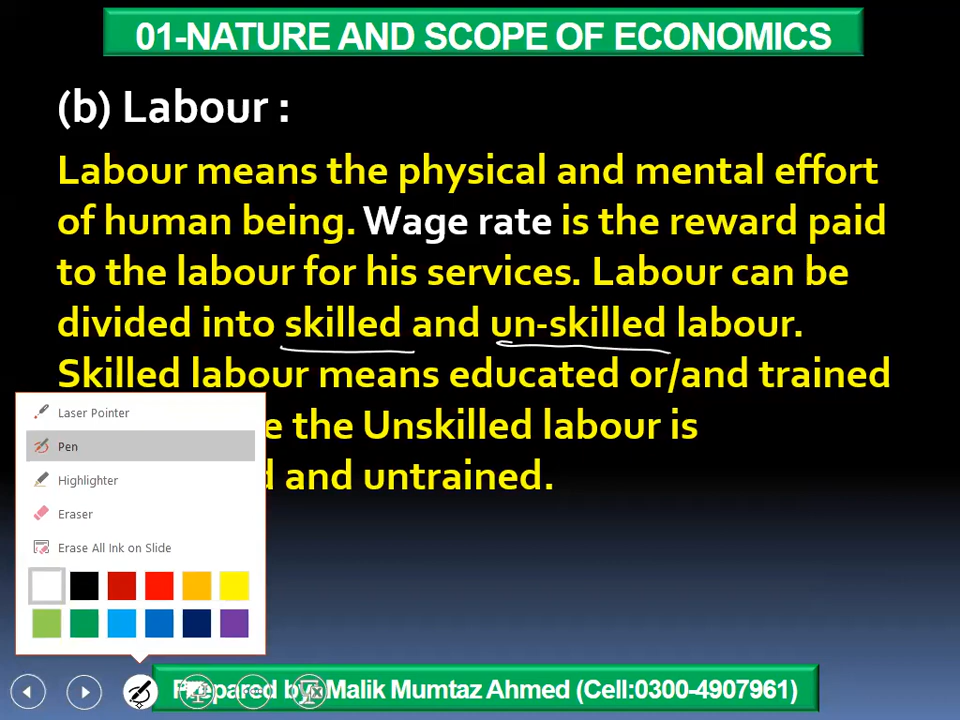 01-NATURE AND SCOPE OF ECONOMICS
(b) Labour :
Labour means the physical and mental effort
of human being. Wage rate is the reward paid
to the labour for his services. Labour can be
divided into skilled and un-skilled labour.
Skilled labour means educated or/and trained
e the Unskilled labour is
d and untrained.
Laser Pointer
Pen
Highlighter
Eraser
Erase All Ink on Slide
Prepared by: Malik Mumtaz Ahmed (Cell:0300-4907961)